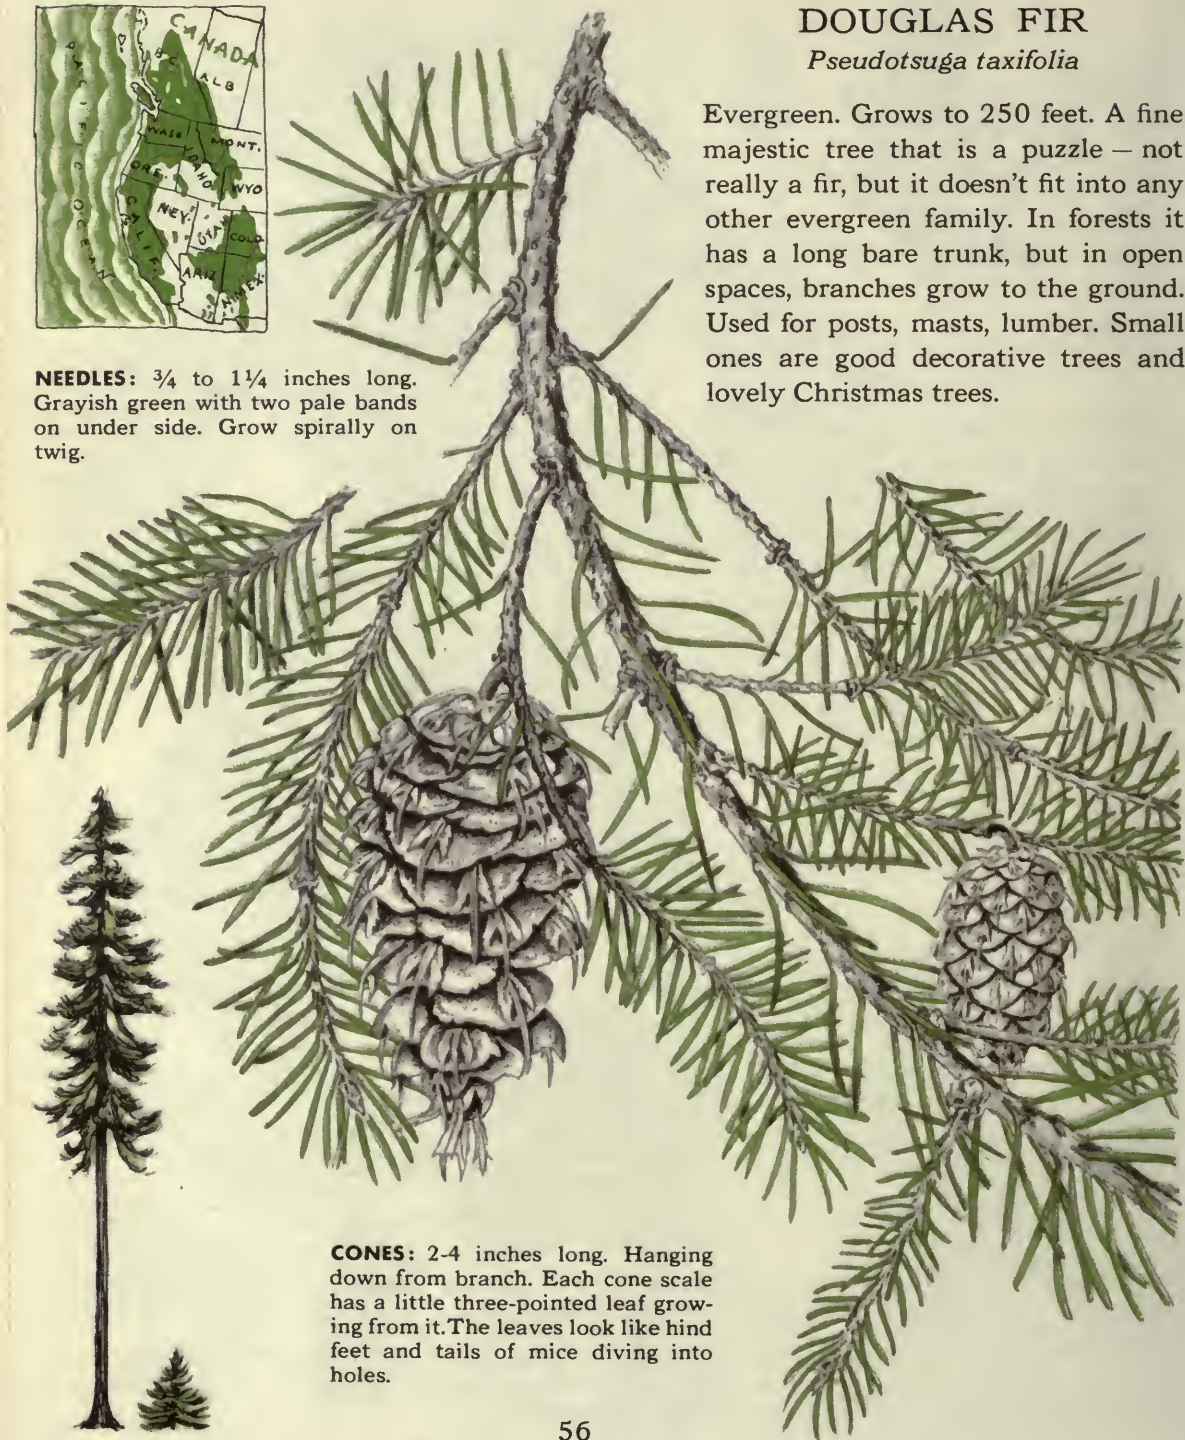 DOUGLAS FIR
Pseudotsuga taxifolia
Evergreen. Grows to 250 feet. A fine
majestic tree that is a puzzle — not
really a fir, but it doesn't fit into any
other evergreen family. In forests it
has a long bare trunk, but in open
spaces, branches grow to the ground.
Used for posts, masts, lumber. Small
ones are good decorative trees and
lovely Christmas trees.
CANADA
B C
ALB
PACIFIC OCEAN
WASH
MONT.
ORE.
IDAHO
WYO
NEV.
UTAH
COLO
CALIF.
ARIZ
N.MEX.
NEEDLES: ¾ to 1¼ inches long.
Grayish green with two pale bands
on under side. Grow spirally on
twig.
CONES: 2-4 inches long. Hanging
down from branch. Each cone scale
has a little three-pointed leaf grow-
ing from it.The leaves look like hind
feet and tails of mice diving into
holes.
56